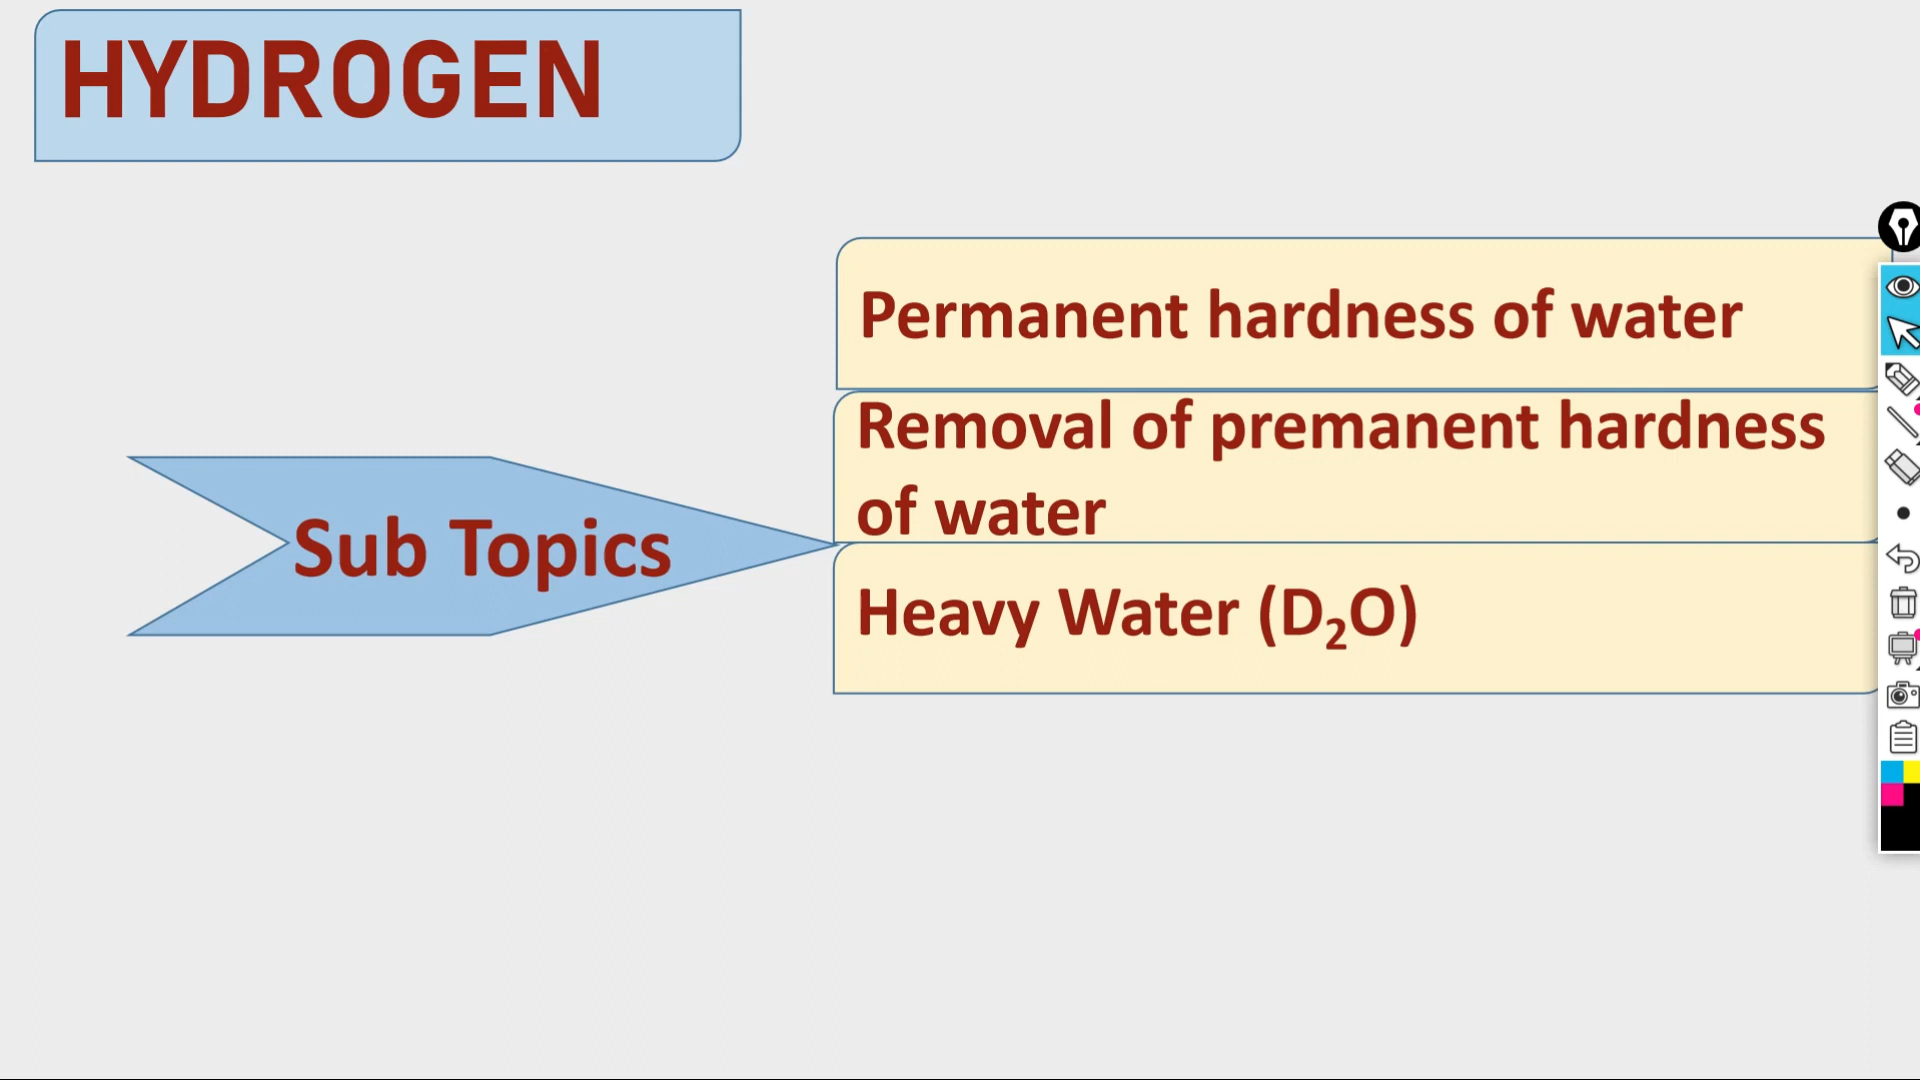 HYDROGEN
Permanent hardness of water
Removal of premanent hardness
of water
Sub Topics
Heavy Water (D₂O)